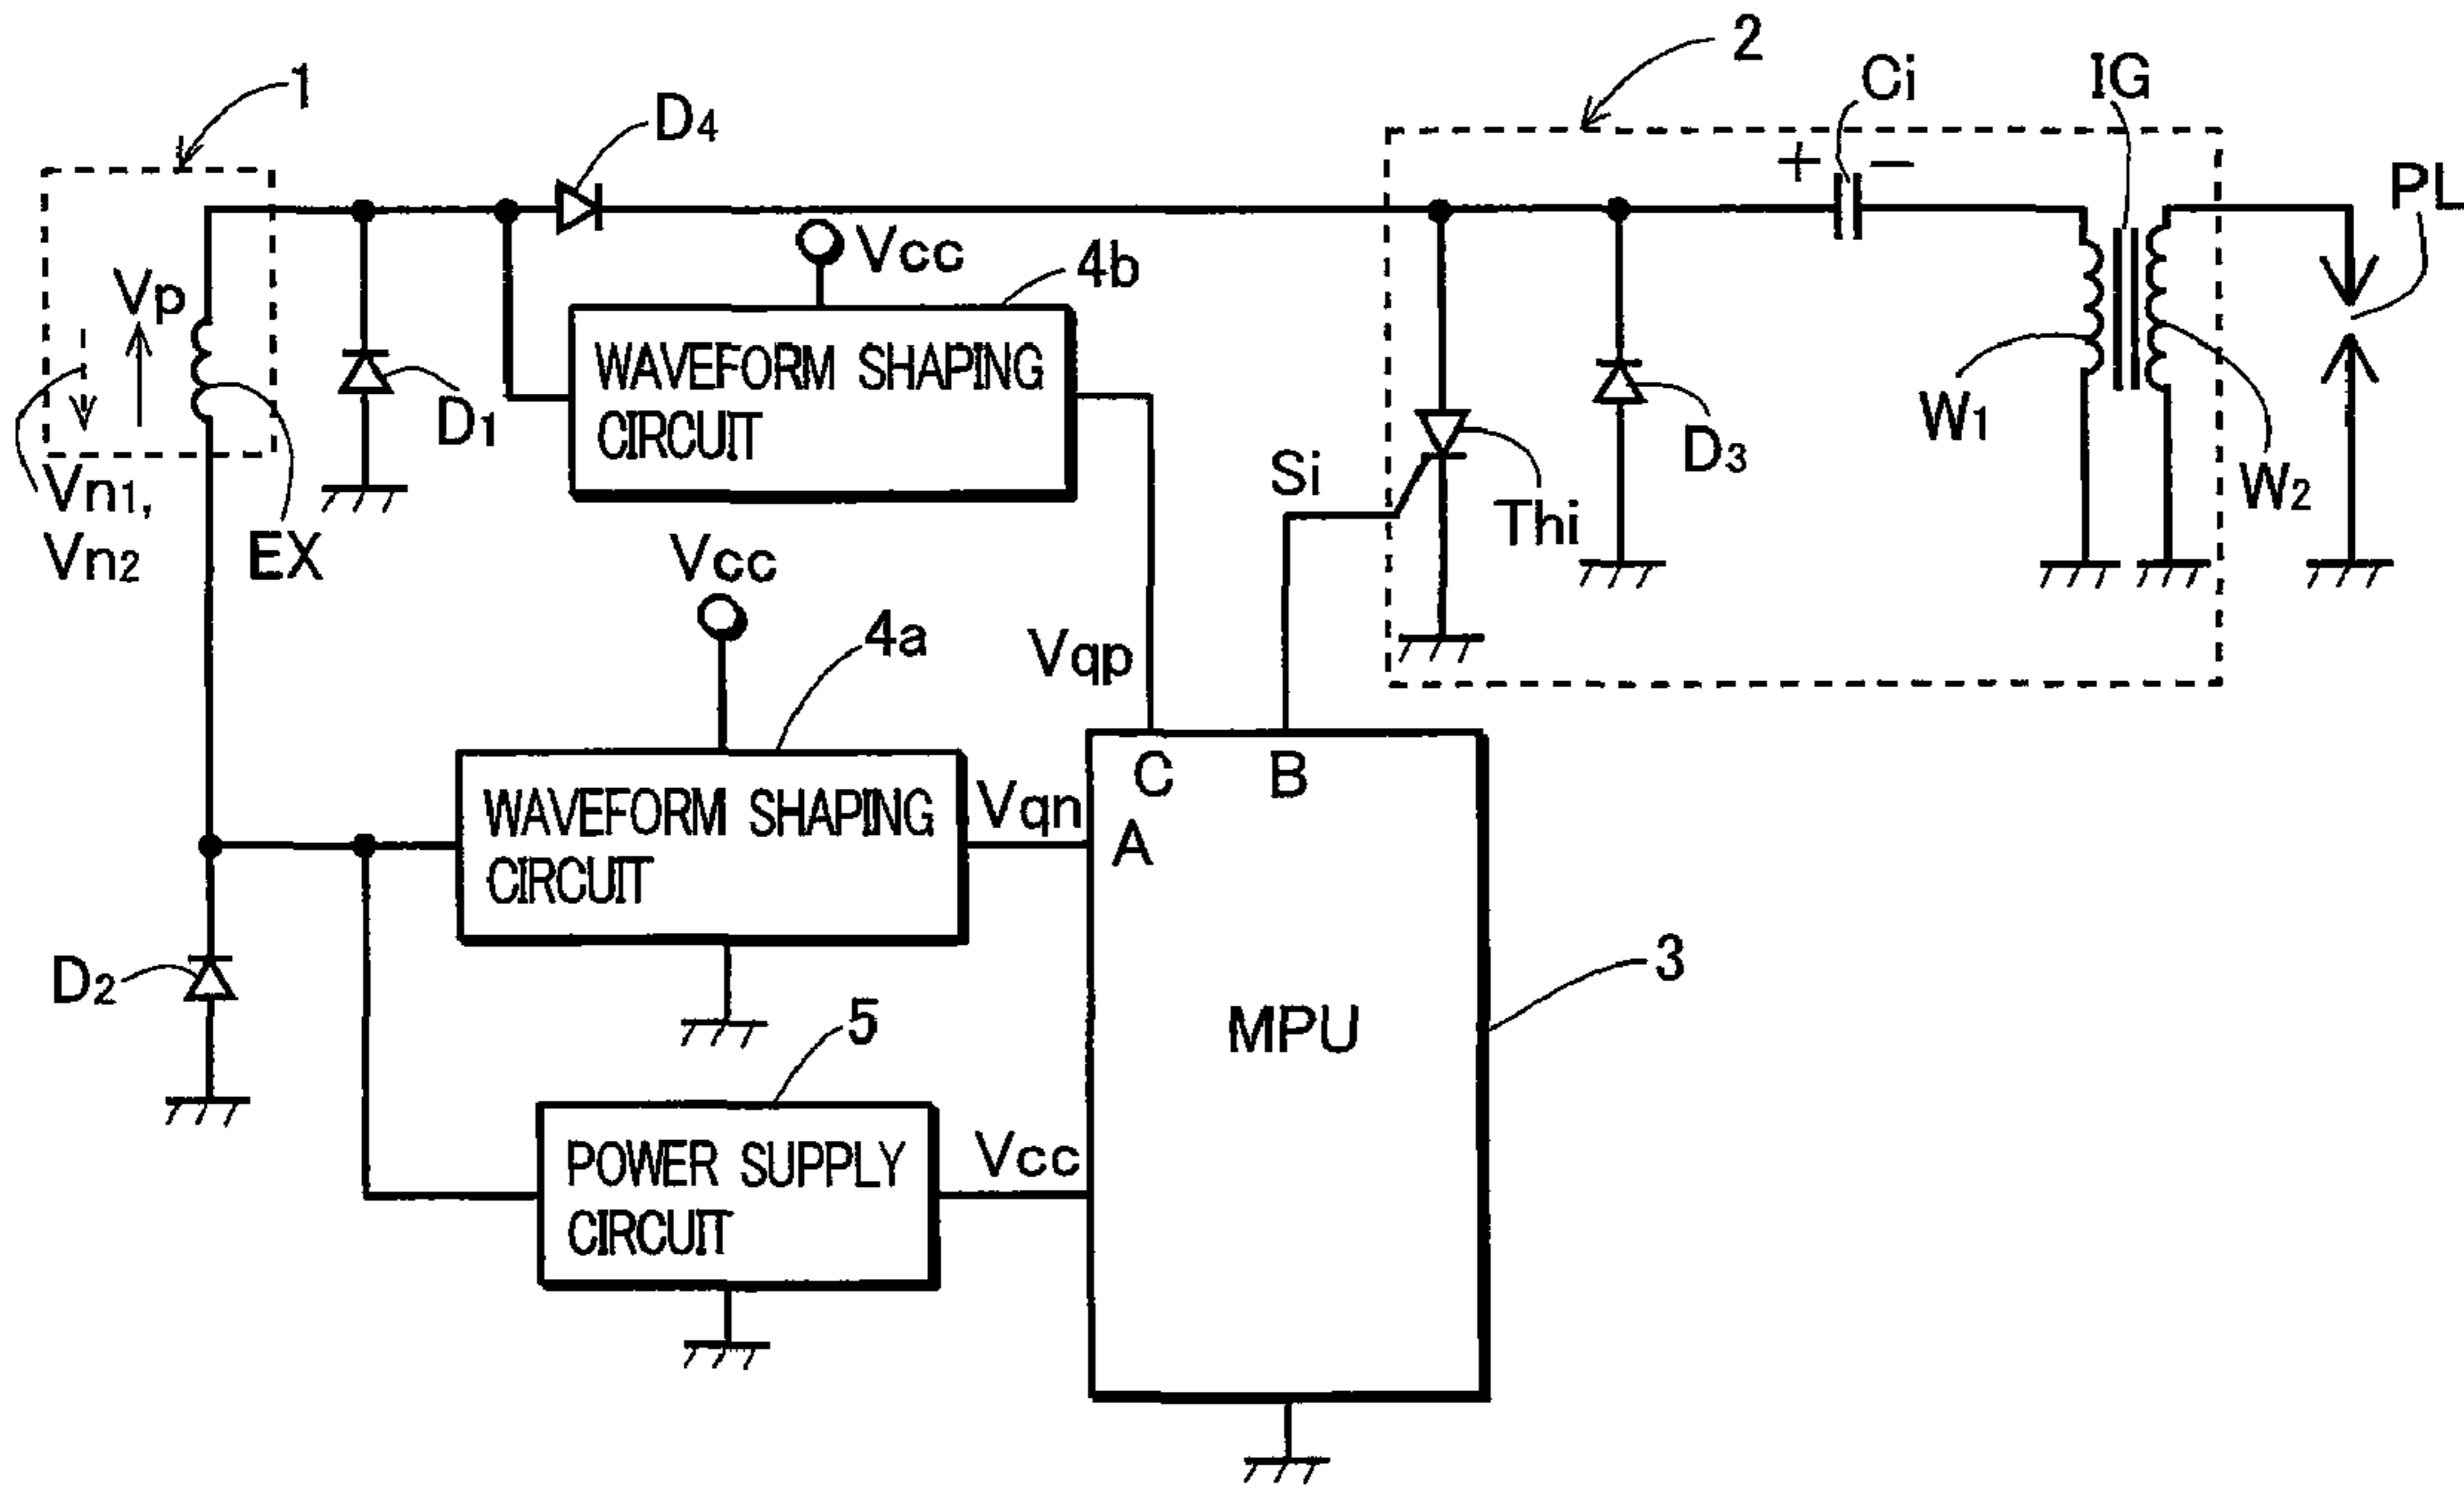 1
2
Ci
IG
D4
+
−
PL
Vcc
4b
Vp
WAVEFORM SHAPING
CIRCUIT
D1
W1
D3
Si
W2
Vn1,
Vn2
EX
Thi
Vcc
4a
Vqp
C
B
WAVEFORM SHAPING
CIRCUIT
Vqn
A
D2
3
5
MPU
POWER SUPPLY
CIRCUIT
Vcc